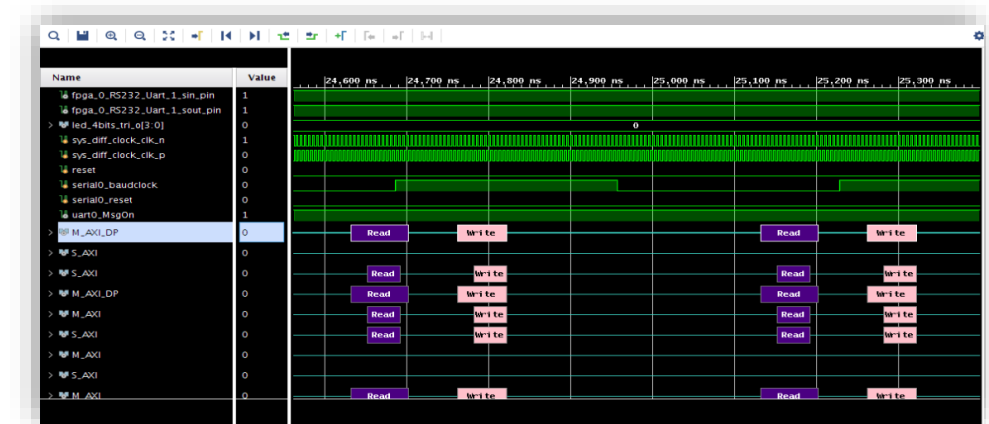 Name Value
24,600 ns 24,700 ns 24,800 ns 24,900 ns 25,000 ns 25,100 ns 25,200 ns 25,300 ns
fpga_0_RS232_Uart_1_sin_pin 1
fpga_0_RS232_Uart_1_sout_pin 1
led_4bits_tri_o[3:0] 0 0
sys_diff_clock_clk_n 1
sys_diff_clock_clk_p 0
reset 0
serial0_baudclock 0
serial0_reset 0
uart0_MsgOn 1
M_AXI_DP 0 Read Write Read Write
S_AXI 0
S_AXI 0 Read Write Read Write
M_AXI_DP 0 Read Write Read Write
M_AXI 0 Read Write Read Write
S_AXI 0 Read Write Read Write
M_AXI 0
S_AXI 0
M_AXI 0 Read Write Read Write